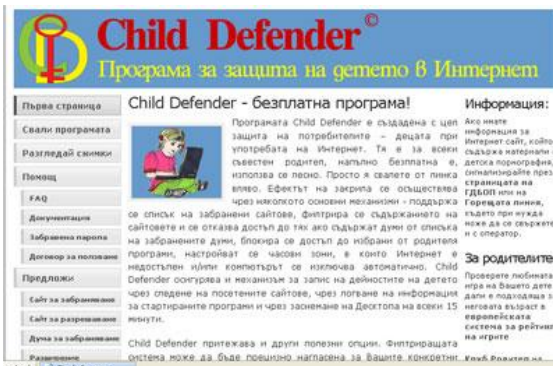 Child Defender©
Програма за защита на детето в Интернет
Първа страница
Свали програмата
Разгледай снимки
Помощ
FAQ
Документация
Забравена парола
Договор за ползване
Предложи
Сайт за забраняване
Сайт за разрешаване
Дума за забраняване
Разширение
Child Defender - безплатна програма!
Програмата Child Defender е създадена с цел
защита на потребителите – децата при
употребата на Интернет. Тя е за всеки
съвестен родител, напълно безплатна е,
използва се лесно. Просто я свалете от линка
вляво. Ефектът на закрила се осъществява
чрез няколкото основни механизми - поддържа
се списък на забранени сайтове, филтрира се съдържанието на
сайтовете и се отказва достъп до тях ако съдържат думи от списъка
на забранените думи, блокира се достъп до избрани от родителя
програми, настройват се часови зони, в които Интернет е
недостъпен и/или компютърът се изключва автоматично. Child
Defender осигурява и механизъм за запис на дейностите на детето
чрез следене на посетените сайтове, чрез логване на информация
за стартираните програми и чрез заснемане на Десктопа на всеки 15
минути.
Child Defender притежава и други полезни опции. Филтриращата
система може да бъде прецизно нагласена за Вашите конкретни
Информация:
Ако имате
информация за
Интернет сайт, който
съдържа материали с
детска порнография,
сигнализирайте през
страницата на
ГДБОП или на
Горещата линия,
където при нужда
може да се свържете
и с оператор.
За родителите
Проверете любимата
игра на Вашето дете
дали е подходяща за
неговата възраст в
европейската
система за рейтинг
на игрите
Клуб Родител на